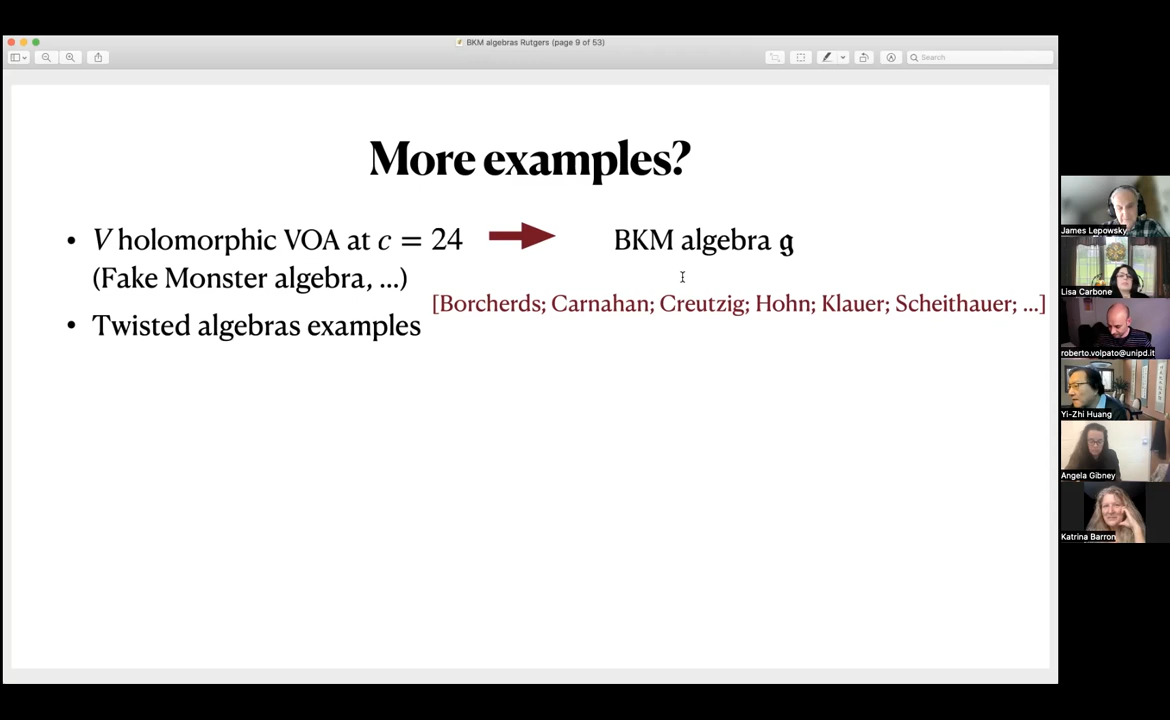 BKM algebras Rutgers (page 9 of 53)
Search
More examples?
• V holomorphic VOA at c = 24
BKM algebra 𝔤
(Fake Monster algebra, ...)
[Borcherds; Carnahan; Creutzig; Hohn; Klauer; Scheithauer; ...]
• Twisted algebras examples
James Lepowsky
Lisa Carbone
roberto.volpato@unipd.it
Yi-Zhi Huang
Angela Gibney
Katrina Barron